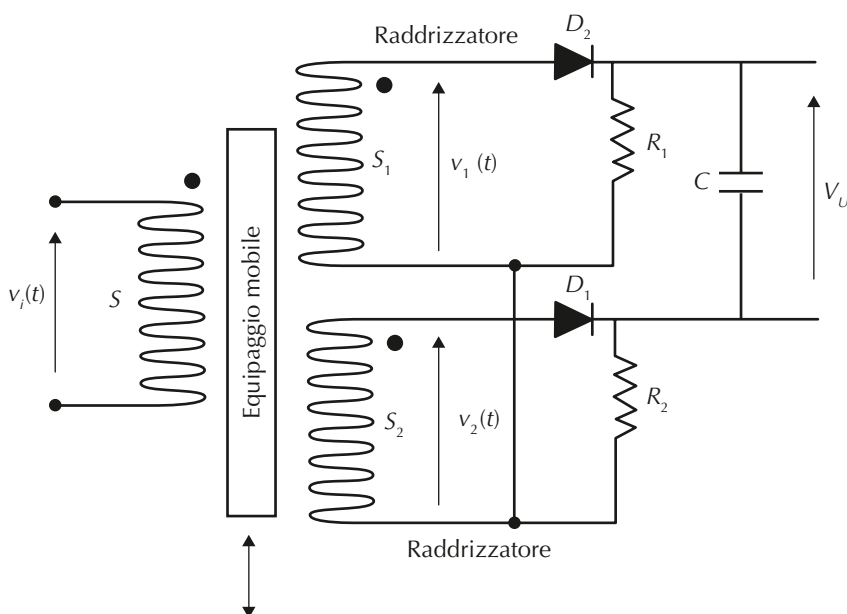 Raddrizzatore
D2
S1
v1 (t)
R1
C
VU
vi(t)
S
Equipaggio mobile
D1
S2
v2(t)
R2
Raddrizzatore